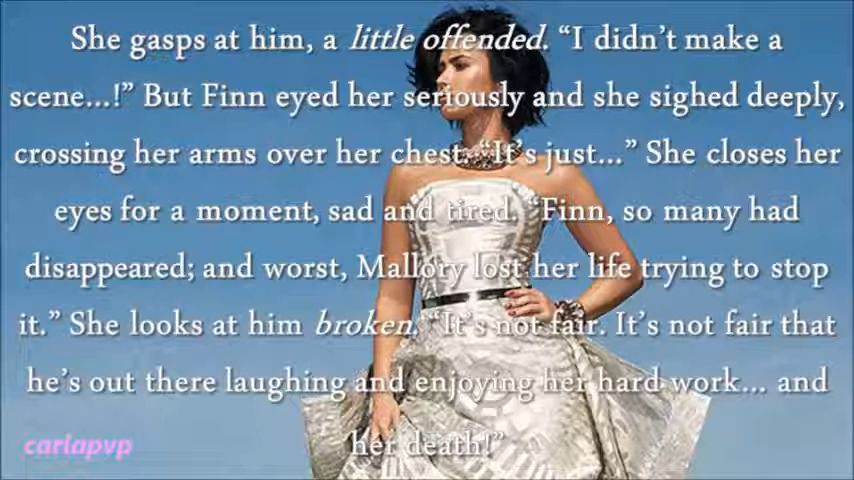 She gasps at him, a little offended. “I didn’t make a
scene...!” But Finn eyed her seriously and she sighed deeply,
crossing her arms over her chest. “It’s just...” She closes her
eyes for a moment, sad and tired. “Finn, so many had
disappeared; and worst, Mallory lost her life trying to stop
it.” She looks at him broken. “It’s not fair. It’s not fair that
he’s out there laughing and enjoying her hard work... and
her death!”
carlapvp